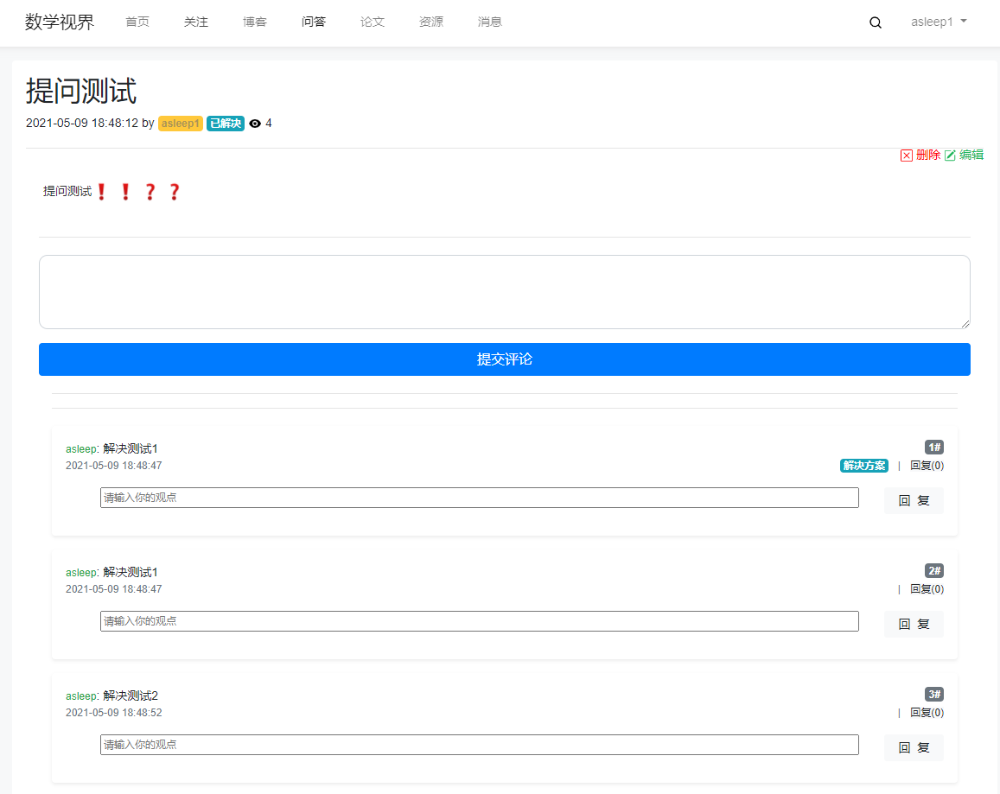 数学视界 首页 关注 博客 问答 论文 资源 消息 asleep1
提问测试
2021-05-09 18:48:12 by asleep1 已解决 4
删除 编辑
提问测试❗ ❗ ❓ ❓
提交评论
asleep: 解决测试1 1#
2021-05-09 18:48:47 解决方案 | 回复(0)
请输入你的观点 回 复
asleep: 解决测试1 2#
2021-05-09 18:48:47 | 回复(0)
请输入你的观点 回 复
asleep: 解决测试2 3#
2021-05-09 18:48:52 | 回复(0)
请输入你的观点 回 复